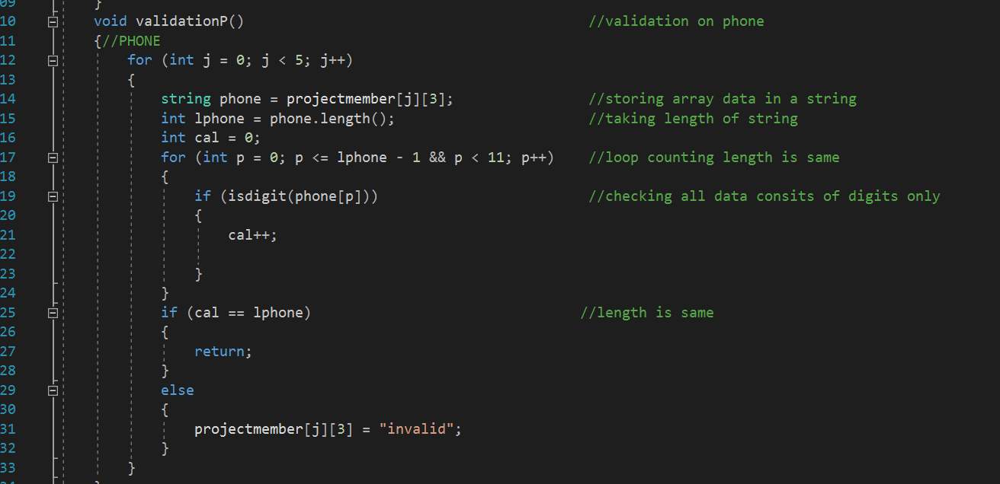 09 }
10 void validationP() //validation on phone
11 {//PHONE
12 for (int j = 0; j < 5; j++)
13 {
14 string phone = projectmember[j][3]; //storing array data in a string
15 int lphone = phone.length(); //taking length of string
16 int cal = 0;
17 for (int p = 0; p <= lphone - 1 && p < 11; p++) //loop counting length is same
18 {
19 if (isdigit(phone[p])) //checking all data consits of digits only
20 {
21 cal++;
22
23 }
24 }
25 if (cal == lphone) //length is same
26 {
27 return;
28 }
29 else
30 {
31 projectmember[j][3] = "invalid";
32 }
33 }